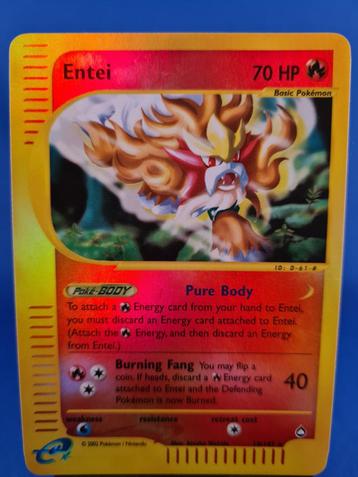 Entei 70 HP
Basic Pokémon
ID: D-61-#
Poké-BODY Pure Body
To attach a Energy card from your hand to Entei,
you must discard an Energy card attached to Entei.
(Attach the Energy, and then discard an Energy
from Entei.)
Burning Fang You may flip a
coin. If heads, discard a Energy card
attached to Entei and the Defending
Pokémon is now Burned.
40
weakness resistance retreat cost
e
© 2002 Pokémon / Nintendo